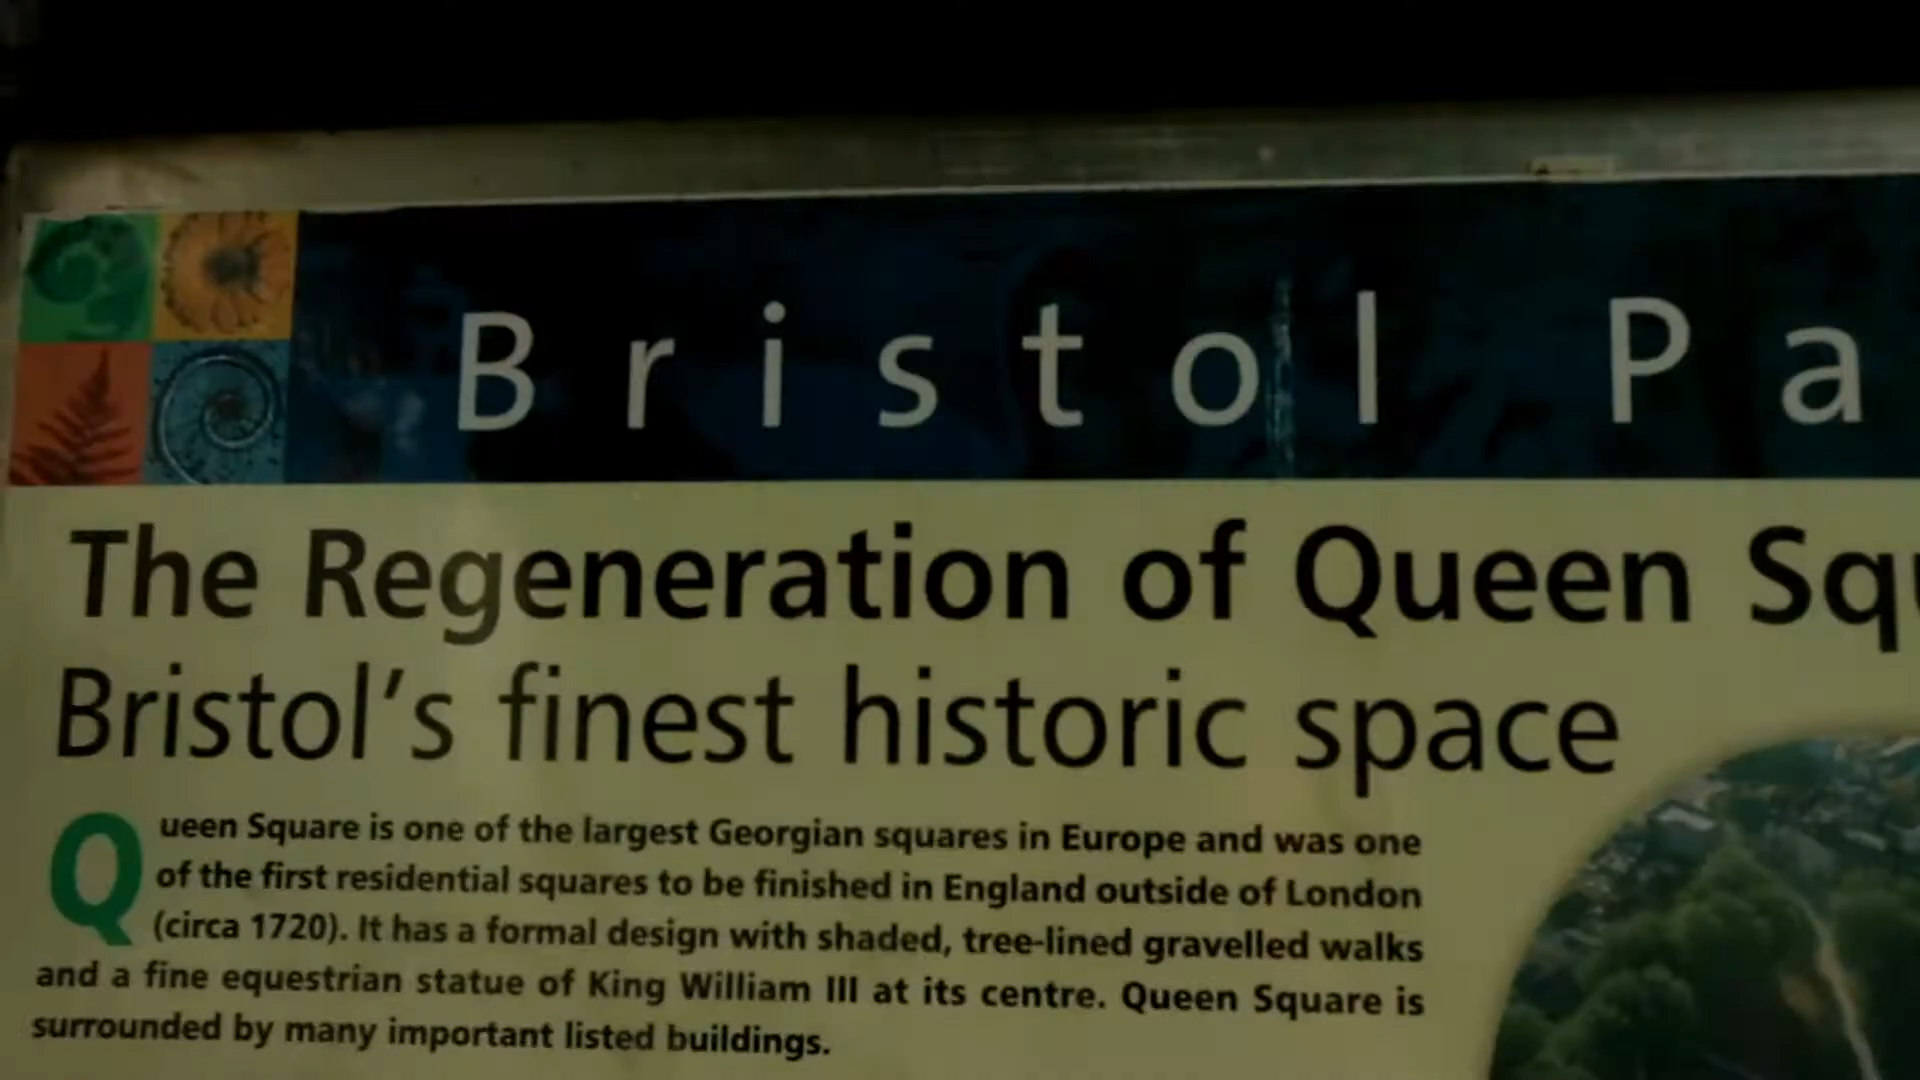 Bristol Pa
The Regeneration of Queen Squ
Bristol's finest historic space
Queen Square is one of the largest Georgian squares in Europe and was one
of the first residential squares to be finished in England outside of London
(circa 1720). It has a formal design with shaded, tree-lined gravelled walks
and a fine equestrian statue of King William III at its centre. Queen Square is
surrounded by many important listed buildings.